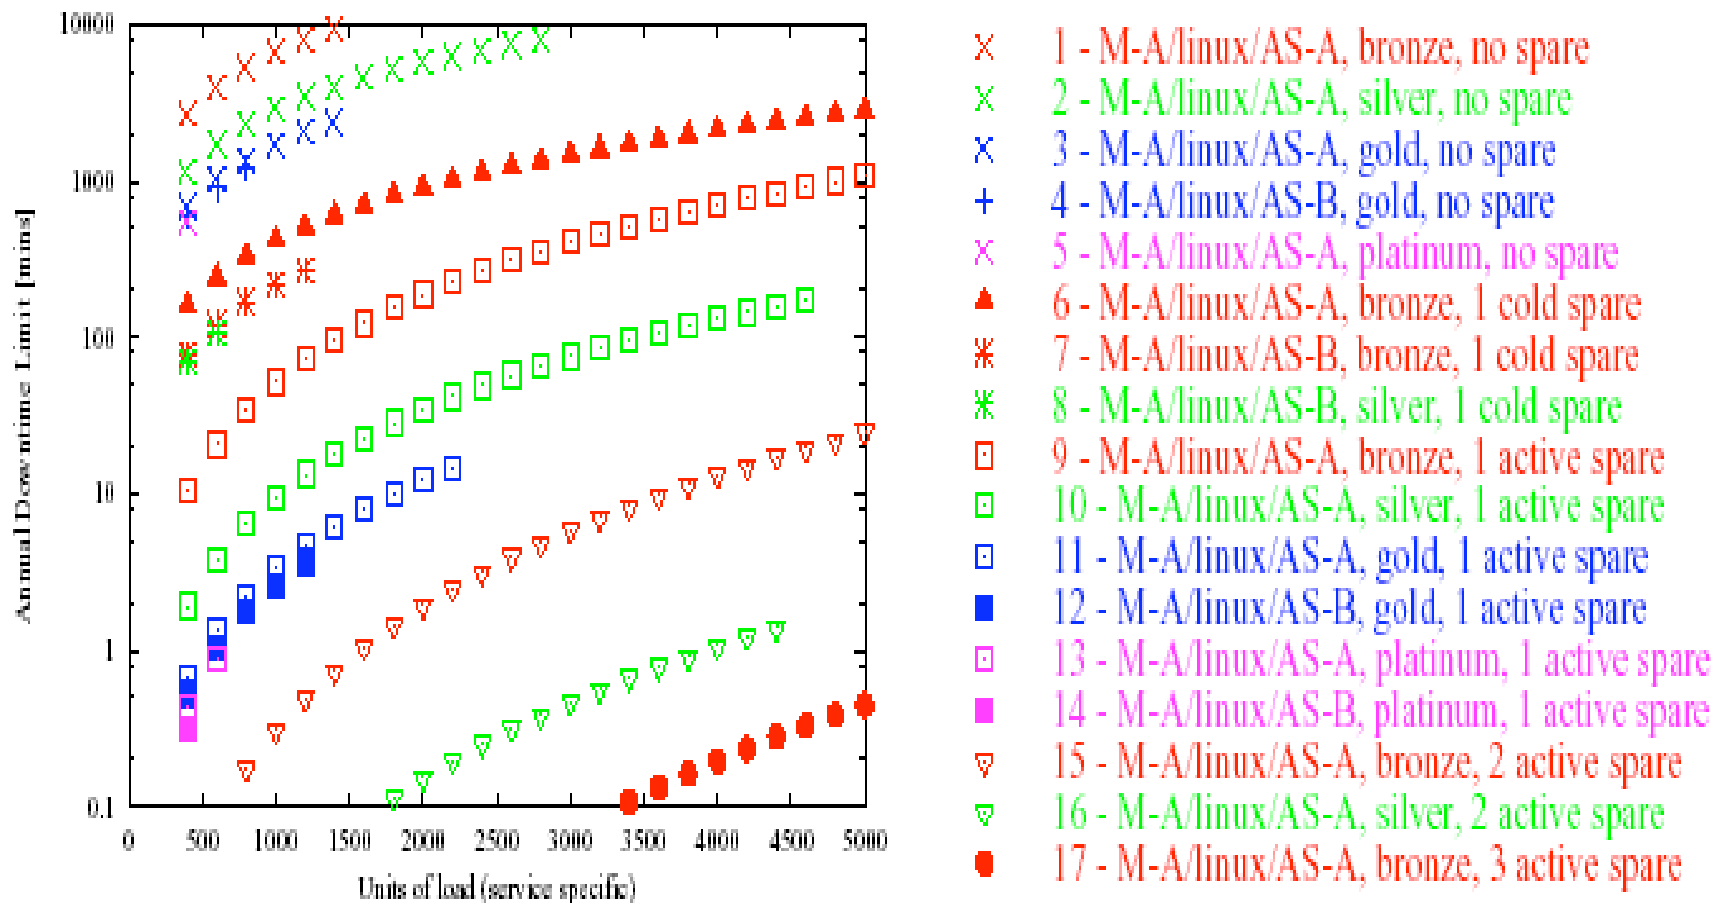 Annual Downtime Limit [mins]
10000
1000
100
10
1
0.1
0 500 1000 1500 2000 2500 3000 3500 4000 4500 5000
Units of load (service specific)
1 - M-A/linux/AS-A, bronze, no spare
2 - M-A/linux/AS-A, silver, no spare
3 - M-A/linux/AS-A, gold, no spare
4 - M-A/linux/AS-B, gold, no spare
5 - M-A/linux/AS-A, platinum, no spare
6 - M-A/linux/AS-A, bronze, 1 cold spare
7 - M-A/linux/AS-B, bronze, 1 cold spare
8 - M-A/linux/AS-B, silver, 1 cold spare
9 - M-A/linux/AS-A, bronze, 1 active spare
10 - M-A/linux/AS-A, silver, 1 active spare
11 - M-A/linux/AS-A, gold, 1 active spare
12 - M-A/linux/AS-B, gold, 1 active spare
13 - M-A/linux/AS-A, platinum, 1 active spare
14 - M-A/linux/AS-B, platinum, 1 active spare
15 - M-A/linux/AS-A, bronze, 2 active spare
16 - M-A/linux/AS-A, silver, 2 active spare
17 - M-A/linux/AS-A, bronze, 3 active spare